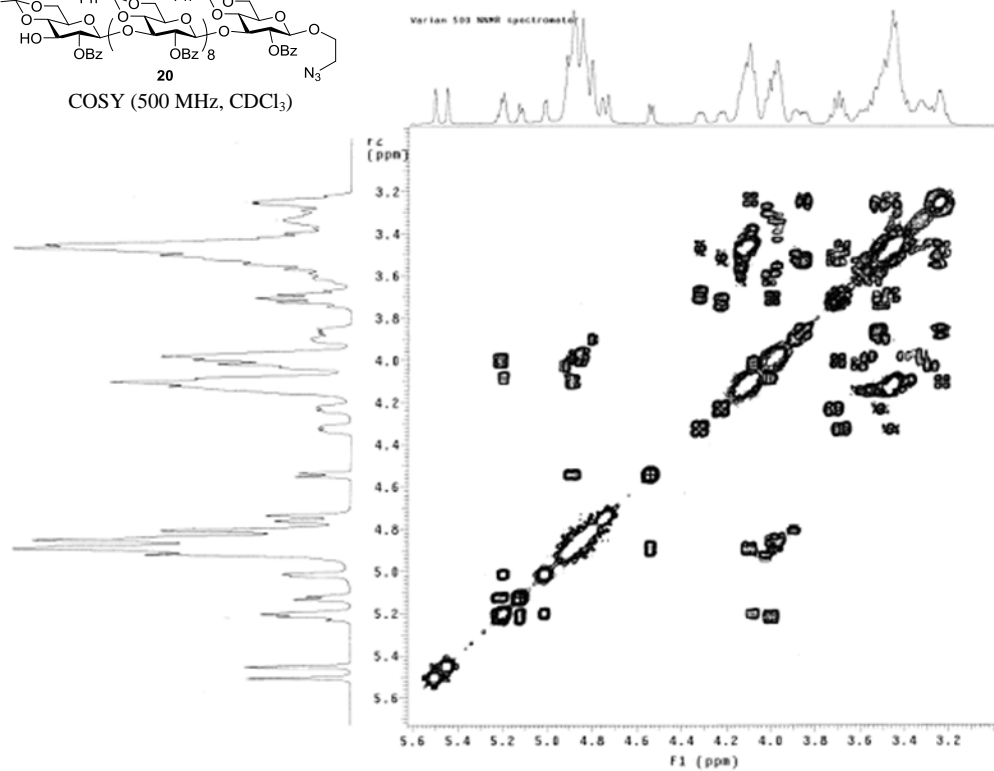 O
O
O
O
O
HO
O
O
O
O
O
OBz
OBz
8
OBz
N3
20
COSY (500 MHz, CDCl3)
Varian 500 NNMR spectrometer
(ppm)
3.2
3.4
3.6
3.8
4.0
4.2
4.4
4.6
4.8
5.0
5.2
5.4
5.6
5.6 5.4 5.2 5.0 4.8 4.6 4.4 4.2 4.0 3.8 3.6 3.4 3.2
F1 (ppm)